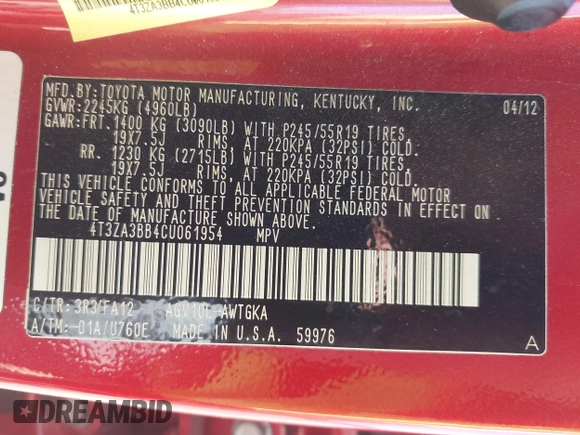 4T3ZA3BB4CU061954
MFD.BY:TOYOTA MOTOR MANUFACTURING, KENTUCKY, INC.
04/12
GVWR:2245KG (4960LB)
GAWR:FRT.1400 KG (3090LB) WITH P245/55R19 TIRES,
19X7.5J RIMS, AT 220KPA (32PSI) COLD.
RR. 1230 KG (2715LB) WITH P245/55R19 TIRES,
19X7.5J RIMS, AT 220KPA (32PSI) COLD.
THIS VEHICLE CONFORMS TO ALL APPLICABLE FEDERAL MOTOR
VEHICLE SAFETY AND THEFT PREVENTION STANDARDS IN EFFECT ON
THE DATE OF MANUFACTURE SHOWN ABOVE.
4T3ZA3BB4CU061954 MPV
C/TR: 3R3/FA12 AGV10L-AWTGKA
A/TM:-01A/U760E MADE IN U.S.A. 59976
A
DREAMBID